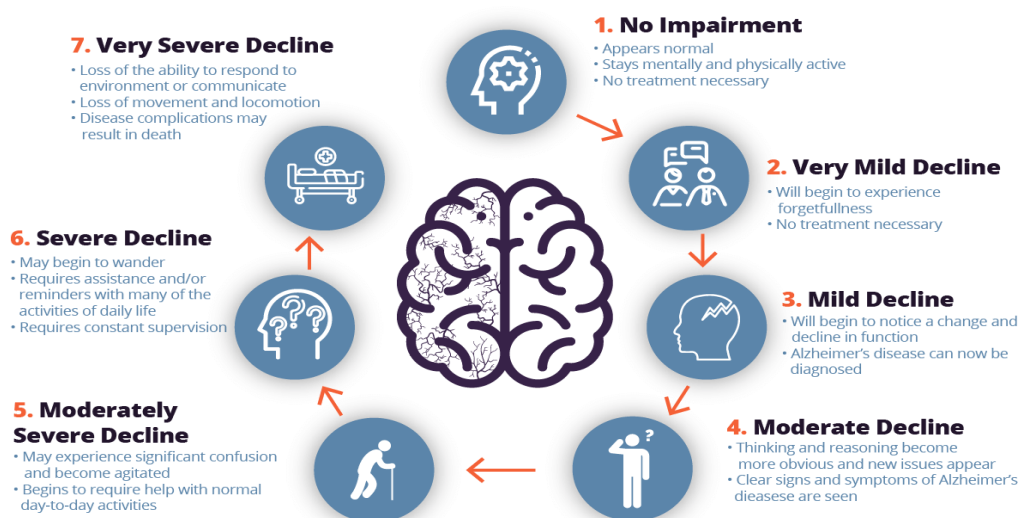 1. No Impairment
• Appears normal
• Stays mentally and physically active
• No treatment necessary
2. Very Mild Decline
• Will begin to experience
forgetfullness
• No treatment necessary
3. Mild Decline
• Will begin to notice a change and
decline in function
• Alzheimer's disease can now be
diagnosed
4. Moderate Decline
• Thinking and reasoning become
more obvious and new issues appear
• Clear signs and symptoms of Alzheimer's
diasease are seen
?
5. Moderately
Severe Decline
• May experience significant confusion
and become agitated
• Begins to require help with normal
day-to-day activities
6. Severe Decline
• May begin to wander
• Requires assistance and/or
reminders with many of the
activities of daily life
• Requires constant supervision
? ? ?
7. Very Severe Decline
• Loss of the ability to respond to
environment or communicate
• Loss of movement and locomotion
• Disease complications may
result in death